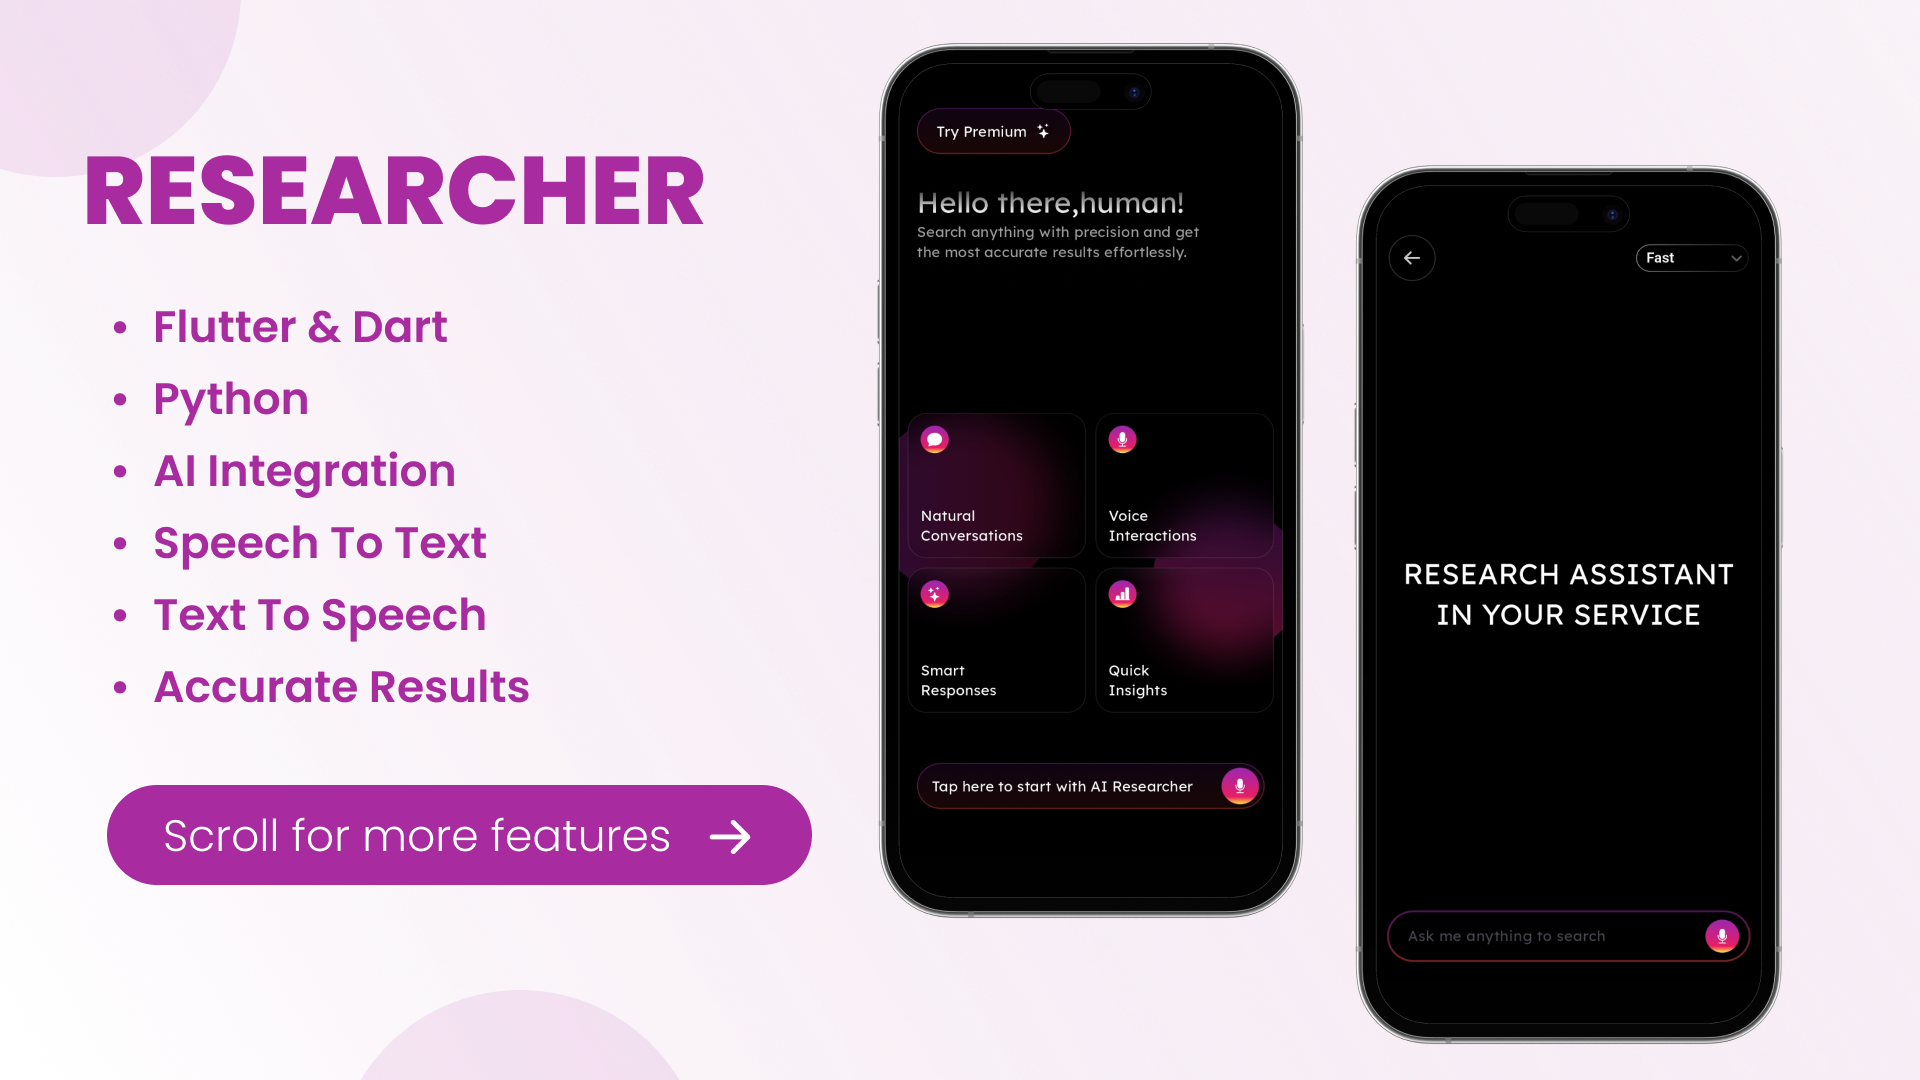 RESEARCHER
• Flutter & Dart
• Python
• AI Integration
• Speech To Text
• Text To Speech
• Accurate Results
Scroll for more features
Try Premium
Hello there,human!
Search anything with precision and get
the most accurate results effortlessly.
Natural
Conversations
Voice
Interactions
Smart
Responses
Quick
Insights
Tap here to start with AI Researcher
Fast
RESEARCH ASSISTANT
IN YOUR SERVICE
Ask me anything to search